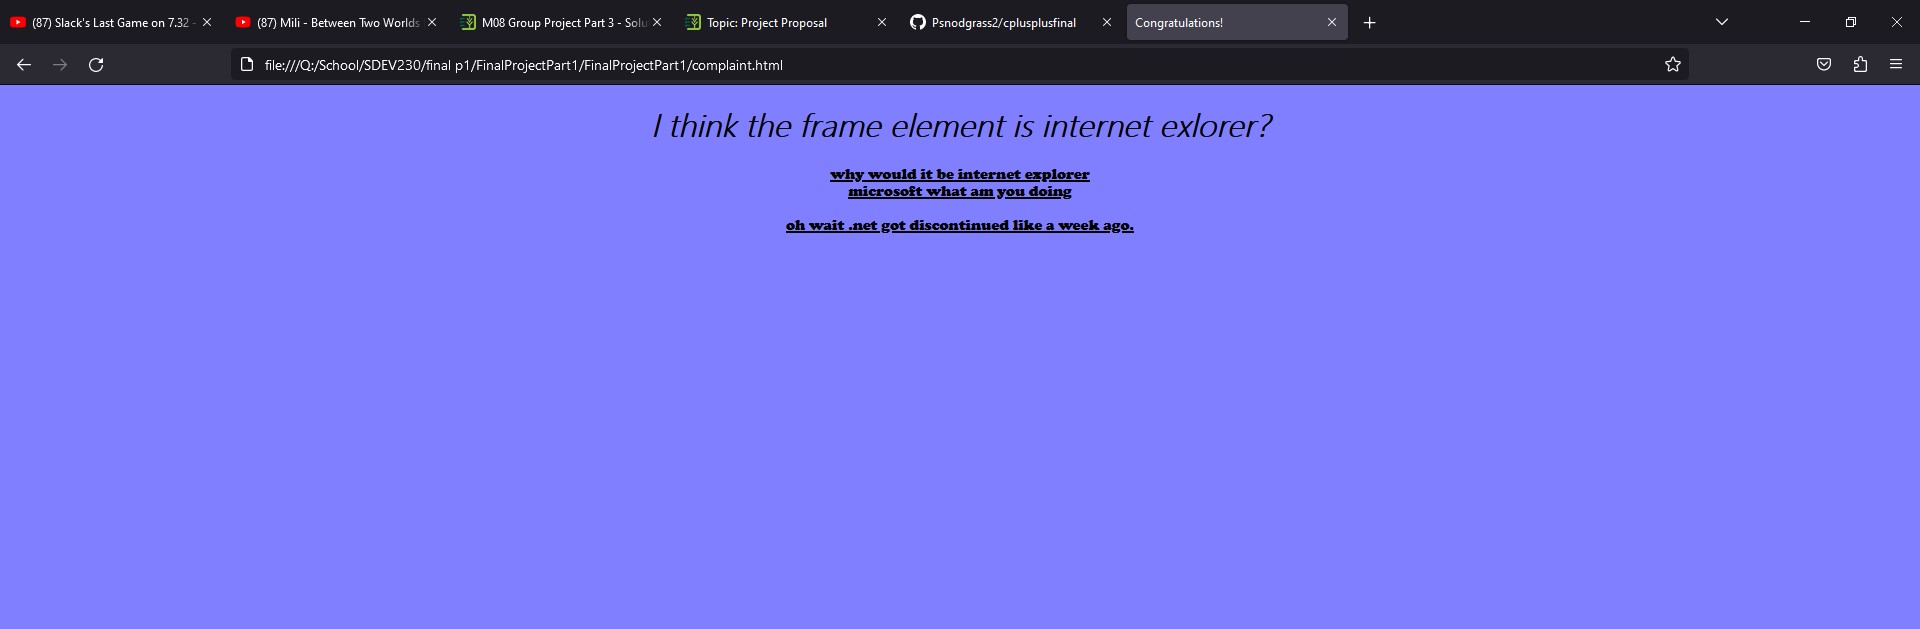 (87) Slack's Last Game on 7.32 -
(87) Mili - Between Two Worlds
M08 Group Project Part 3 - Solu
Topic: Project Proposal
Psnodgrass2/cplusplusfinal
Congratulations!
file:///Q:/School/SDEV230/final p1/FinalProjectPart1/FinalProjectPart1/complaint.html
I think the frame element is internet exlorer?
why would it be internet explorer
microsoft what am you doing
oh wait .net got discontinued like a week ago.